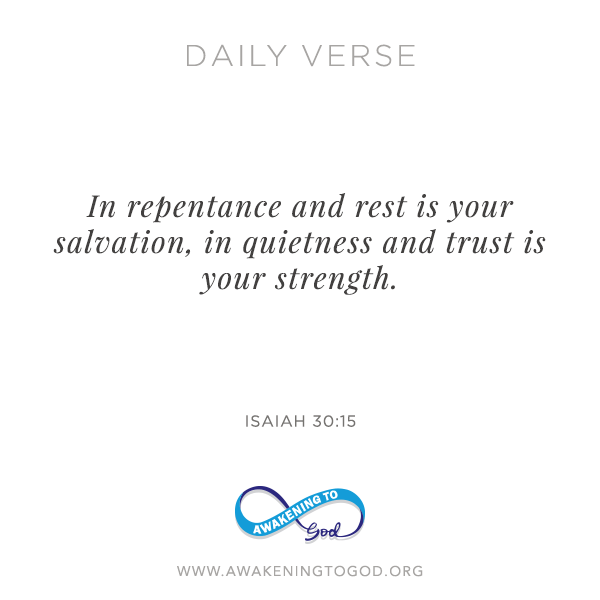 DAILY VERSE
In repentance and rest is your
salvation, in quietness and trust is
your strength.
ISAIAH 30:15
AWAKENING TO
God
WWW.AWAKENINGTOGOD.ORG